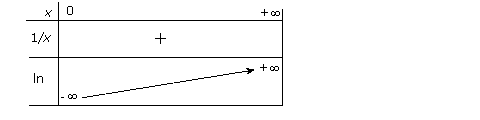 x 0 +∞
1/x +
ln +∞
-∞